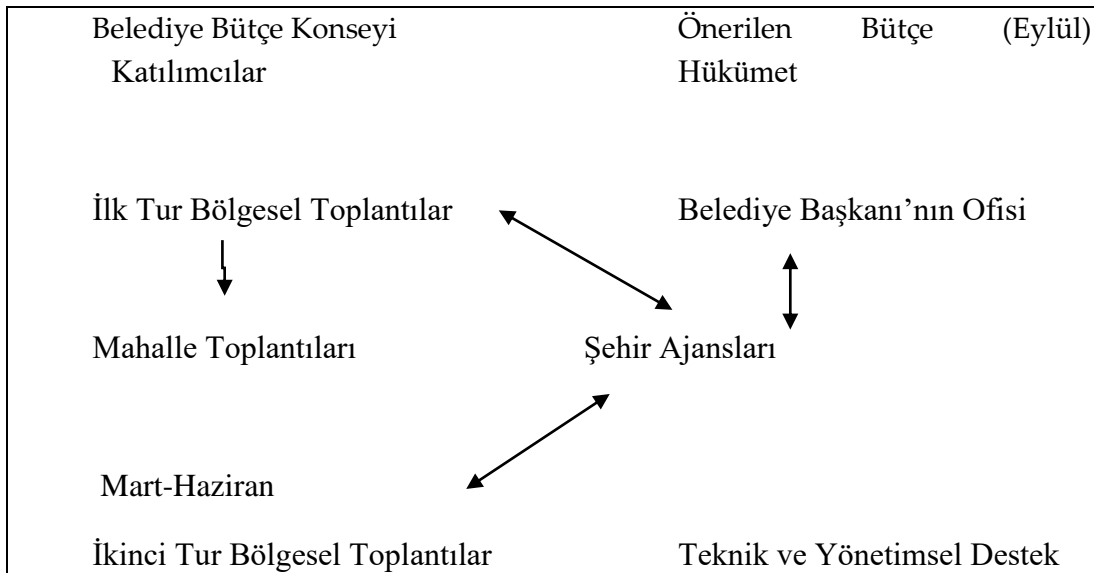 Belediye Bütçe Konseyi Önerilen Bütçe (Eylül)
Katılımcılar Hükümet
İlk Tur Bölgesel Toplantılar Belediye Başkanı’nın Ofisi
Mahalle Toplantıları Şehir Ajansları
Mart-Haziran
İkinci Tur Bölgesel Toplantılar Teknik ve Yönetimsel Destek